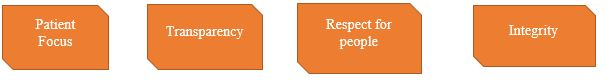 Patient
Focus
Transparency
Respect for
people
Integrity